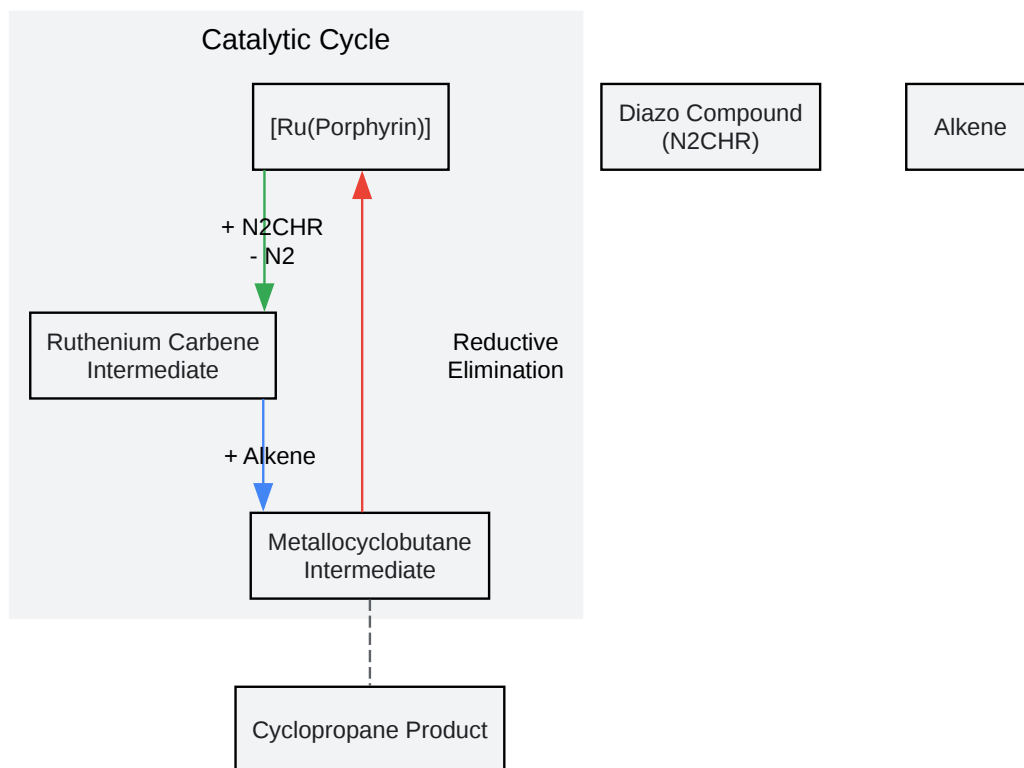 Catalytic Cycle
[Ru(Porphyrin)]
Diazo Compound
(N2CHR)
Alkene
+ N2CHR
- N2
Ruthenium Carbene
Intermediate
Reductive
Elimination
+ Alkene
Metallocyclobutane
Intermediate
Cyclopropane Product